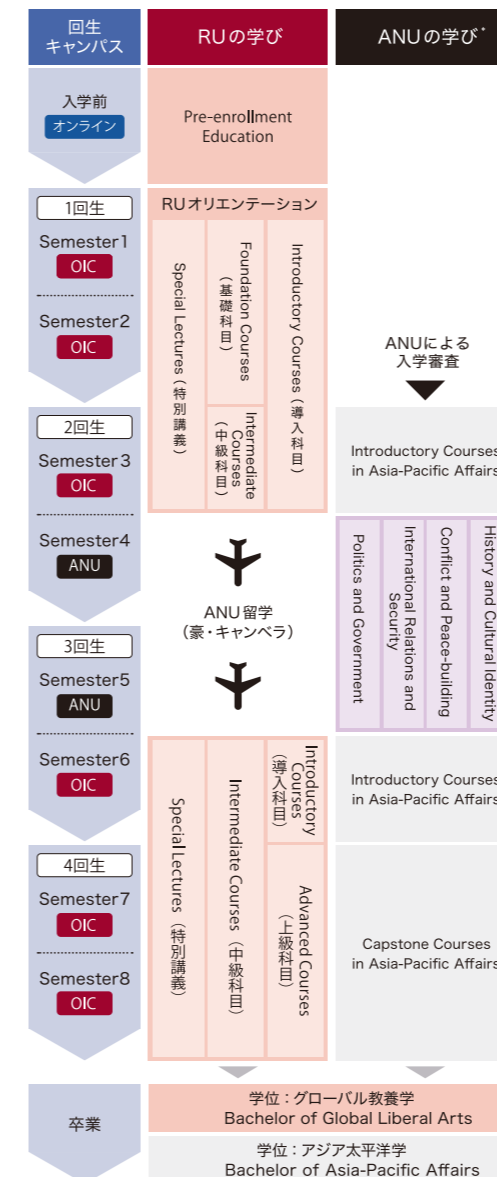 回生
キャンパス
RUの学び
ANUの学び*
入学前
オンライン
Pre-enrollment
Education
1回生
Semester1
OIC
Semester2
OIC
RUオリエンテーション
Special Lectures（特別講義）
Foundation Courses
（基礎科目）
Intermediate
Courses
（中級科目）
Introductory Courses（導入科目）
ANUによる
入学審査
2回生
Semester3
OIC
Semester4
ANU
Introductory Courses
in Asia-Pacific Affairs
ANU留学
（豪・キャンベラ）
Politics and Government
International Relations and
Security
Conflict and Peace-building
History and Cultural Identity
3回生
Semester5
ANU
Semester6
OIC
Special Lectures（特別講義）
Intermediate Courses（中級科目）
Introductory
Courses
（導入科目）
Advanced Courses
（上級科目）
Introductory Courses
in Asia-Pacific Affairs
4回生
Semester7
OIC
Semester8
OIC
Capstone Courses
in Asia-Pacific Affairs
卒業
学位：グローバル教養学
Bachelor of Global Liberal Arts
学位：アジア太平洋学
Bachelor of Asia-Pacific Affairs